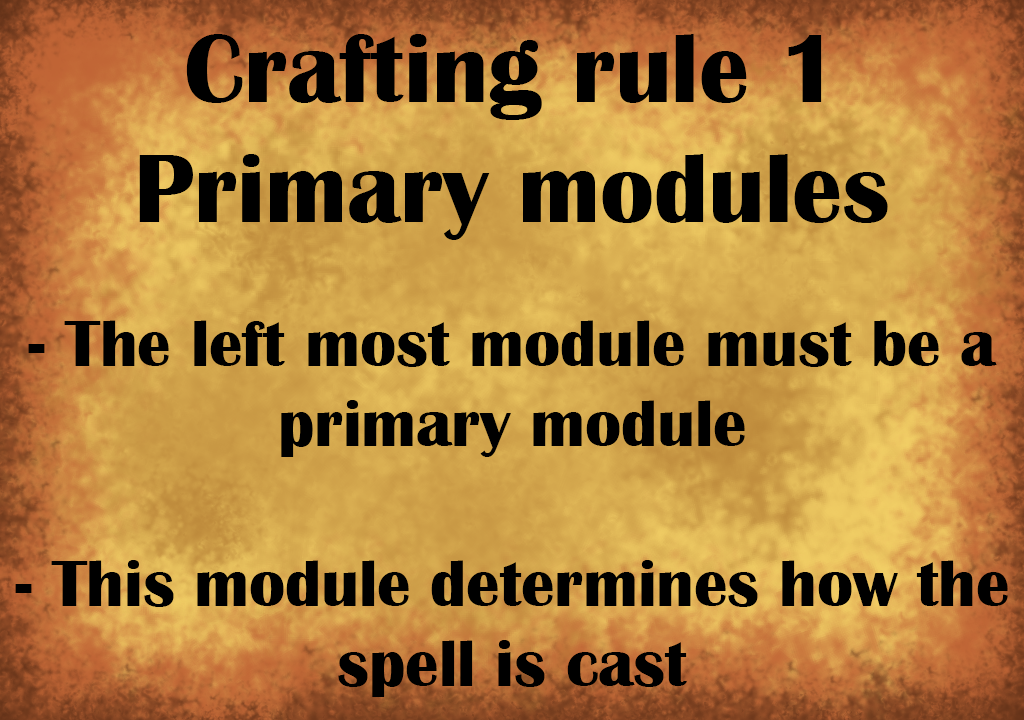 Crafting rule 1
Primary modules
- The left most module must be a
primary module
- This module determines how the
spell is cast